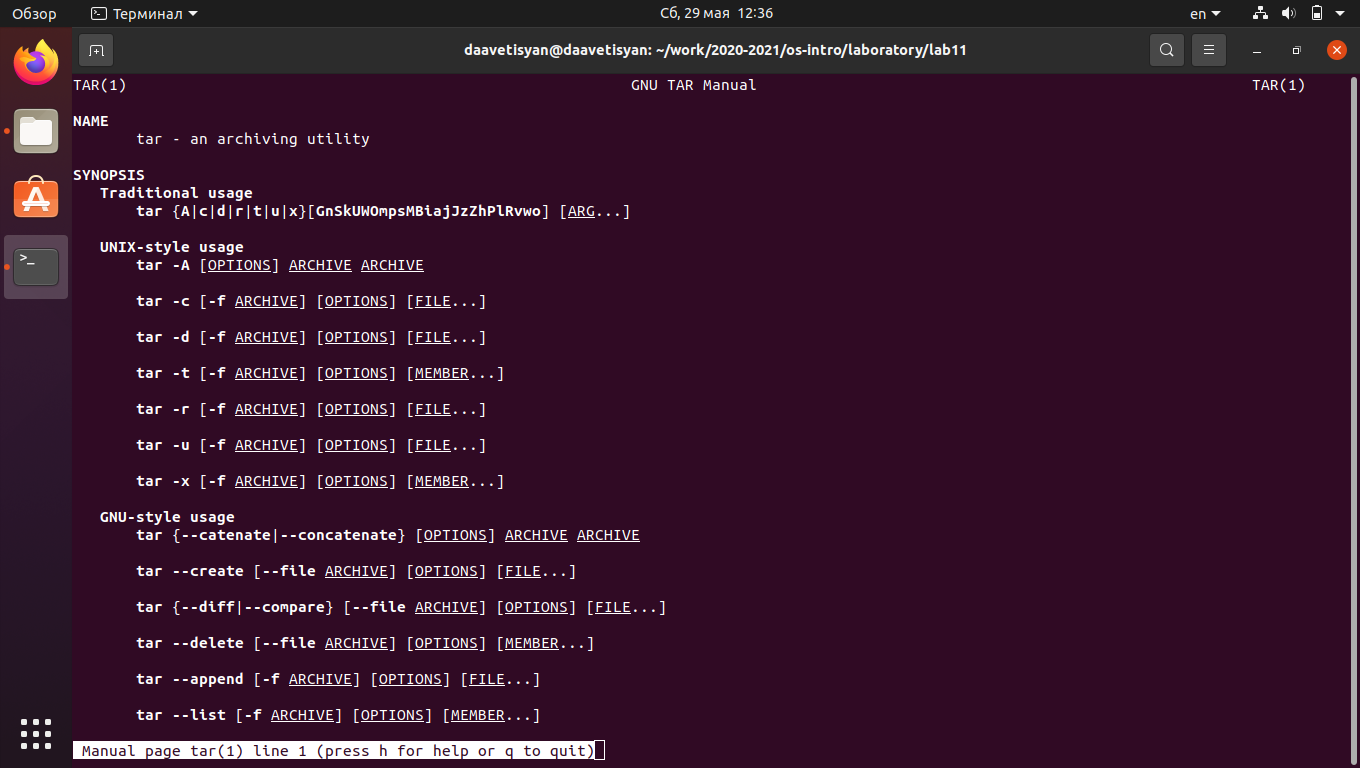 Обзор Терминал Сб, 29 мая 12:36 en
daavetisyan@daavetisyan: ~/work/2020-2021/os-intro/laboratory/lab11
TAR(1) GNU TAR Manual TAR(1)
NAME
tar - an archiving utility
SYNOPSIS
Traditional usage
tar {A|c|d|r|t|u|x}[GnSkUWOmpsMBiajJzZhPlRvwo] [ARG...]
UNIX-style usage
tar -A [OPTIONS] ARCHIVE ARCHIVE
tar -c [-f ARCHIVE] [OPTIONS] [FILE...]
tar -d [-f ARCHIVE] [OPTIONS] [FILE...]
tar -t [-f ARCHIVE] [OPTIONS] [MEMBER...]
tar -r [-f ARCHIVE] [OPTIONS] [FILE...]
tar -u [-f ARCHIVE] [OPTIONS] [FILE...]
tar -x [-f ARCHIVE] [OPTIONS] [MEMBER...]
GNU-style usage
tar {--catenate|--concatenate} [OPTIONS] ARCHIVE ARCHIVE
tar --create [--file ARCHIVE] [OPTIONS] [FILE...]
tar {--diff|--compare} [--file ARCHIVE] [OPTIONS] [FILE...]
tar --delete [--file ARCHIVE] [OPTIONS] [MEMBER...]
tar --append [-f ARCHIVE] [OPTIONS] [FILE...]
tar --list [-f ARCHIVE] [OPTIONS] [MEMBER...]
Manual page tar(1) line 1 (press h for help or q to quit)